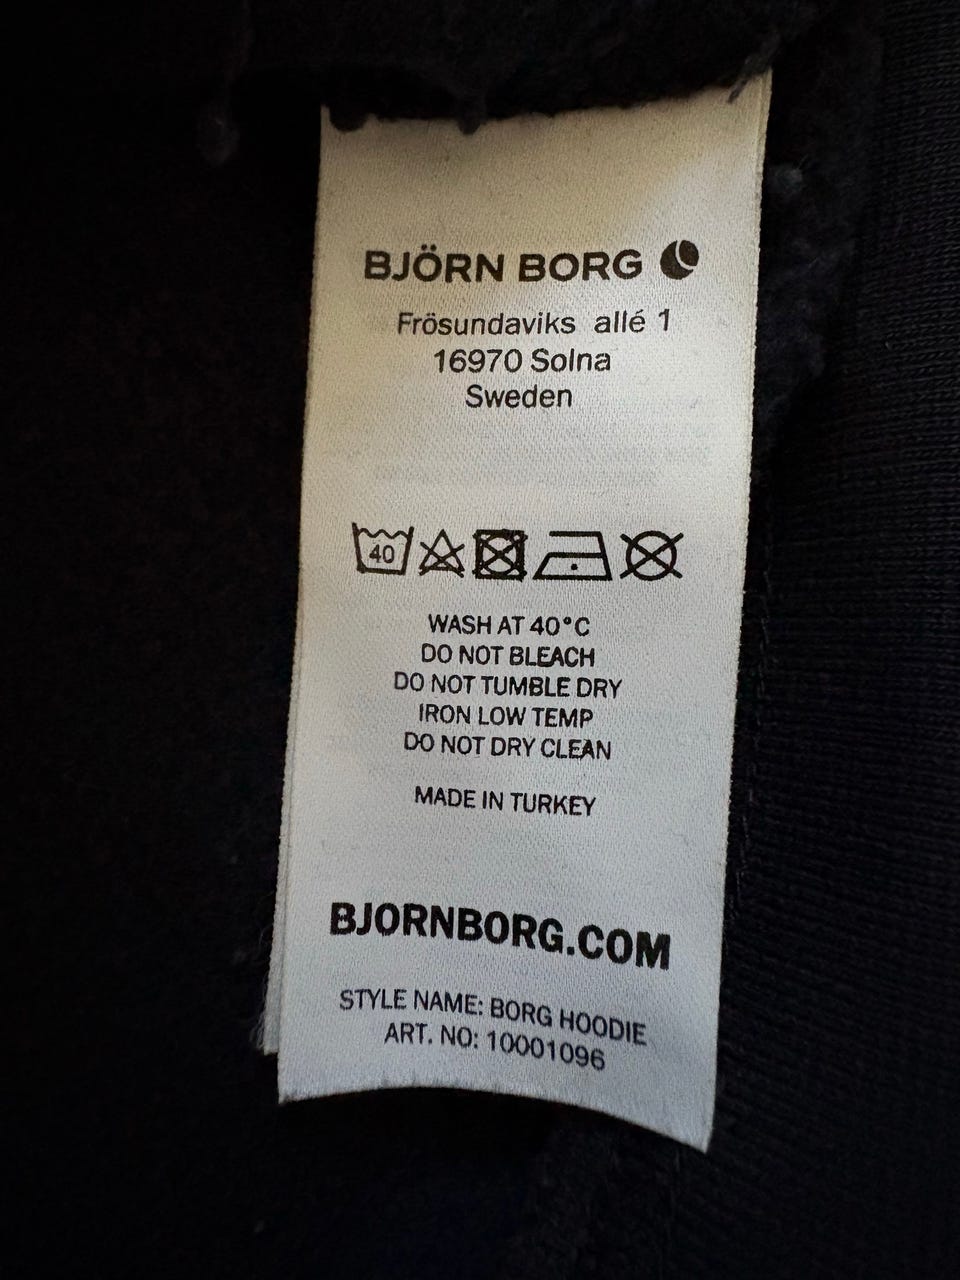 BJÖRN BORG
Frösundaviks allé 1
16970 Solna
Sweden
40
WASH AT 40°C
DO NOT BLEACH
DO NOT TUMBLE DRY
IRON LOW TEMP
DO NOT DRY CLEAN
MADE IN TURKEY
BJORNBORG.COM
STYLE NAME: BORG HOODIE
ART. NO: 10001096